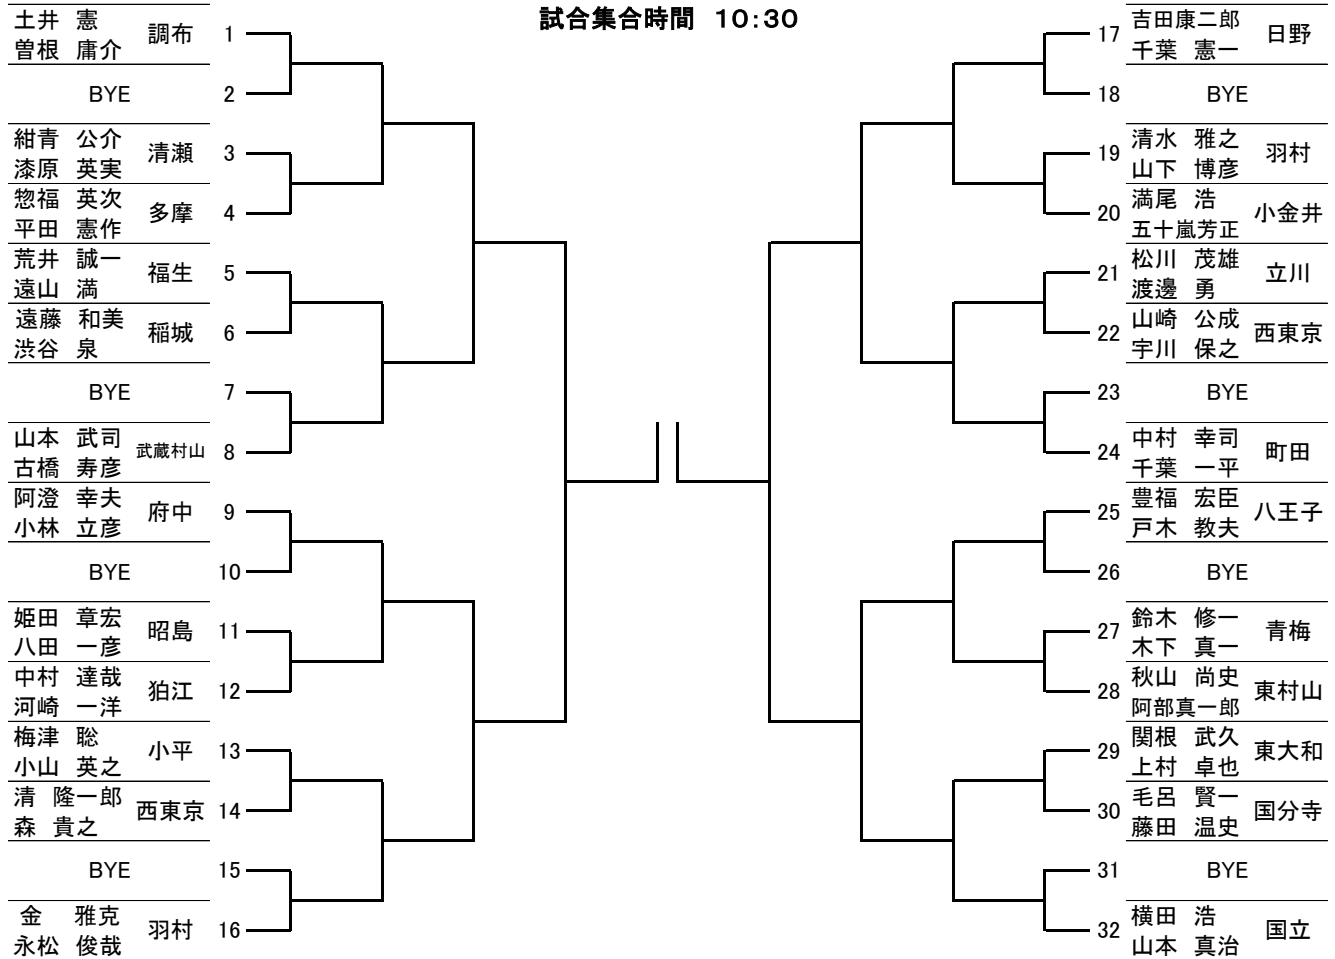 試合集合時間 10:30
土井 憲
曽根 庸介
調布 1
BYE 2
紺青 公介
漆原 英実
清瀬 3
惣福 英次
平田 憲作
多摩 4
荒井 誠一
遠山 満
福生 5
遠藤 和美
渋谷 泉
稲城 6
BYE 7
山本 武司
古橋 寿彦
武蔵村山 8
阿澄 幸夫
小林 立彦
府中 9
BYE 10
姫田 章宏
八田 一彦
昭島 11
中村 達哉
河崎 一洋
狛江 12
梅津 聡
小山 英之
小平 13
清 隆一郎
森 貴之
西東京 14
BYE 15
金 雅克
永松 俊哉
羽村 16
17 吉田康二郎
千葉 憲一
日野
18 BYE
19 清水 雅之
山下 博彦
羽村
20 満尾 浩
五十嵐芳正
小金井
21 松川 茂雄
渡邊 勇
立川
22 山崎 公成
宇川 保之
西東京
23 BYE
24 中村 幸司
千葉 一平
町田
25 豊福 宏臣
戸木 教夫
八王子
26 BYE
27 鈴木 修一
木下 真一
青梅
28 秋山 尚史
阿部真一郎
東村山
29 関根 武久
上村 卓也
東大和
30 毛呂 賢一
藤田 温史
国分寺
31 BYE
32 横田 浩
山本 真治
国立